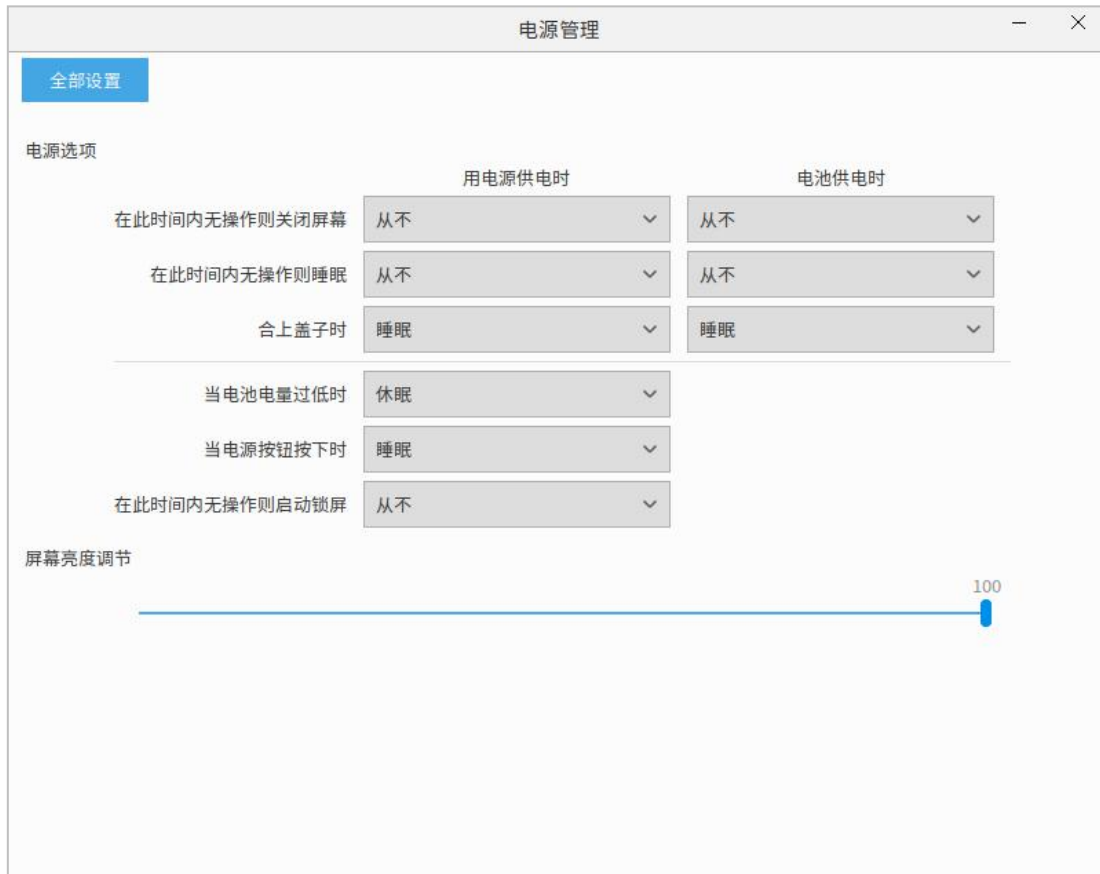 电源管理
全部设置
电源选项
用电源供电时 电池供电时
在此时间内无操作则关闭屏幕 从不 从不
在此时间内无操作则睡眠 从不 从不
合上盖子时 睡眠 睡眠
当电池电量过低时 休眠
当电源按钮按下时 睡眠
在此时间内无操作则启动锁屏 从不
屏幕亮度调节
100